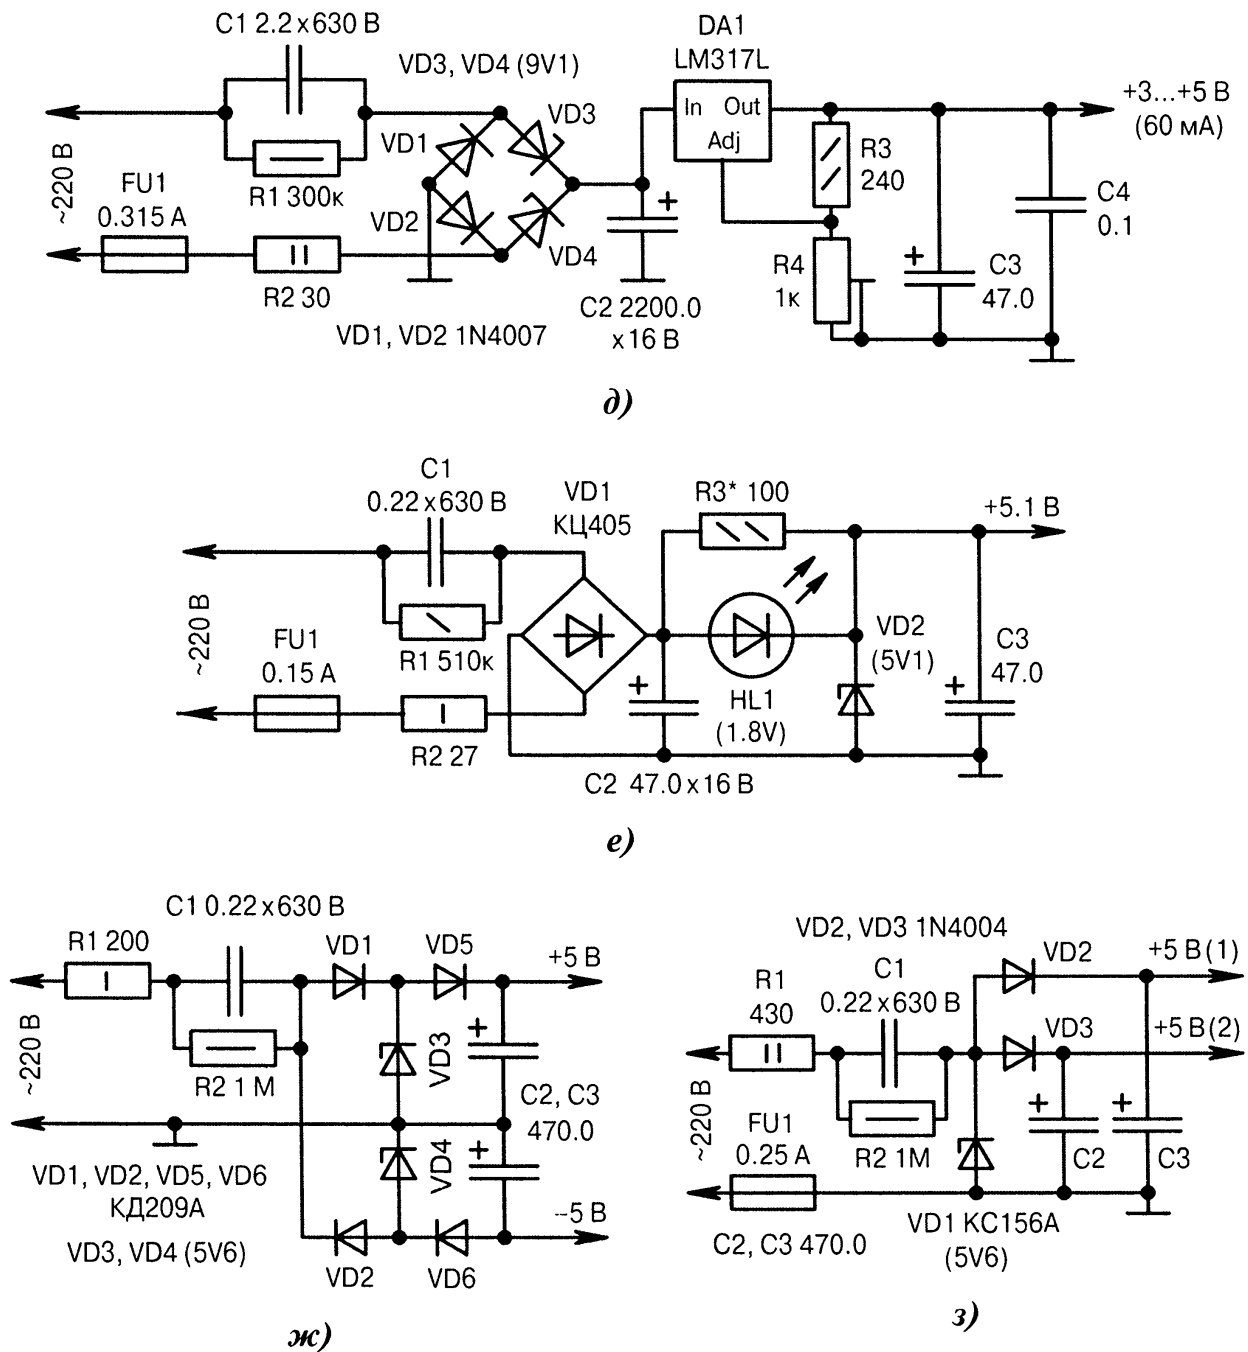 C1 2.2 x 630 В
VD3, VD4 (9V1)
DA1
LM317L
In Out
Adj
+3...+5 В
(60 мА)
~220 В
R1 300к
VD1
VD3
FU1
0.315 А
VD2
VD4
R2 30
VD1, VD2 1N4007
C2 2200.0
x 16 В
R3
240
R4
1к
C3
47.0
C4
0.1
д)
C1
0.22 x 630 В
VD1
КЦ405
R3* 100
+5.1 В
~220 В
FU1
0.15 А
R1 510к
R2 27
HL1
(1.8V)
VD2
(5V1)
C3
47.0
C2 47.0 x 16 В
е)
C1 0.22 x 630 В
R1 200
VD1
VD5
+5 В
~220 В
R2 1 М
VD3
C2, C3
470.0
VD4
VD1, VD2, VD5, VD6
КД209А
VD3, VD4 (5V6)
–5 В
VD2
VD6
ж)
VD2, VD3 1N4004
VD2
+5 В (1)
R1
430
C1
0.22 x 630 В
VD3
+5 В (2)
~220 В
FU1
0.25 А
R2 1М
C2
C3
VD1 КС156А
(5V6)
C2, C3 470.0
з)